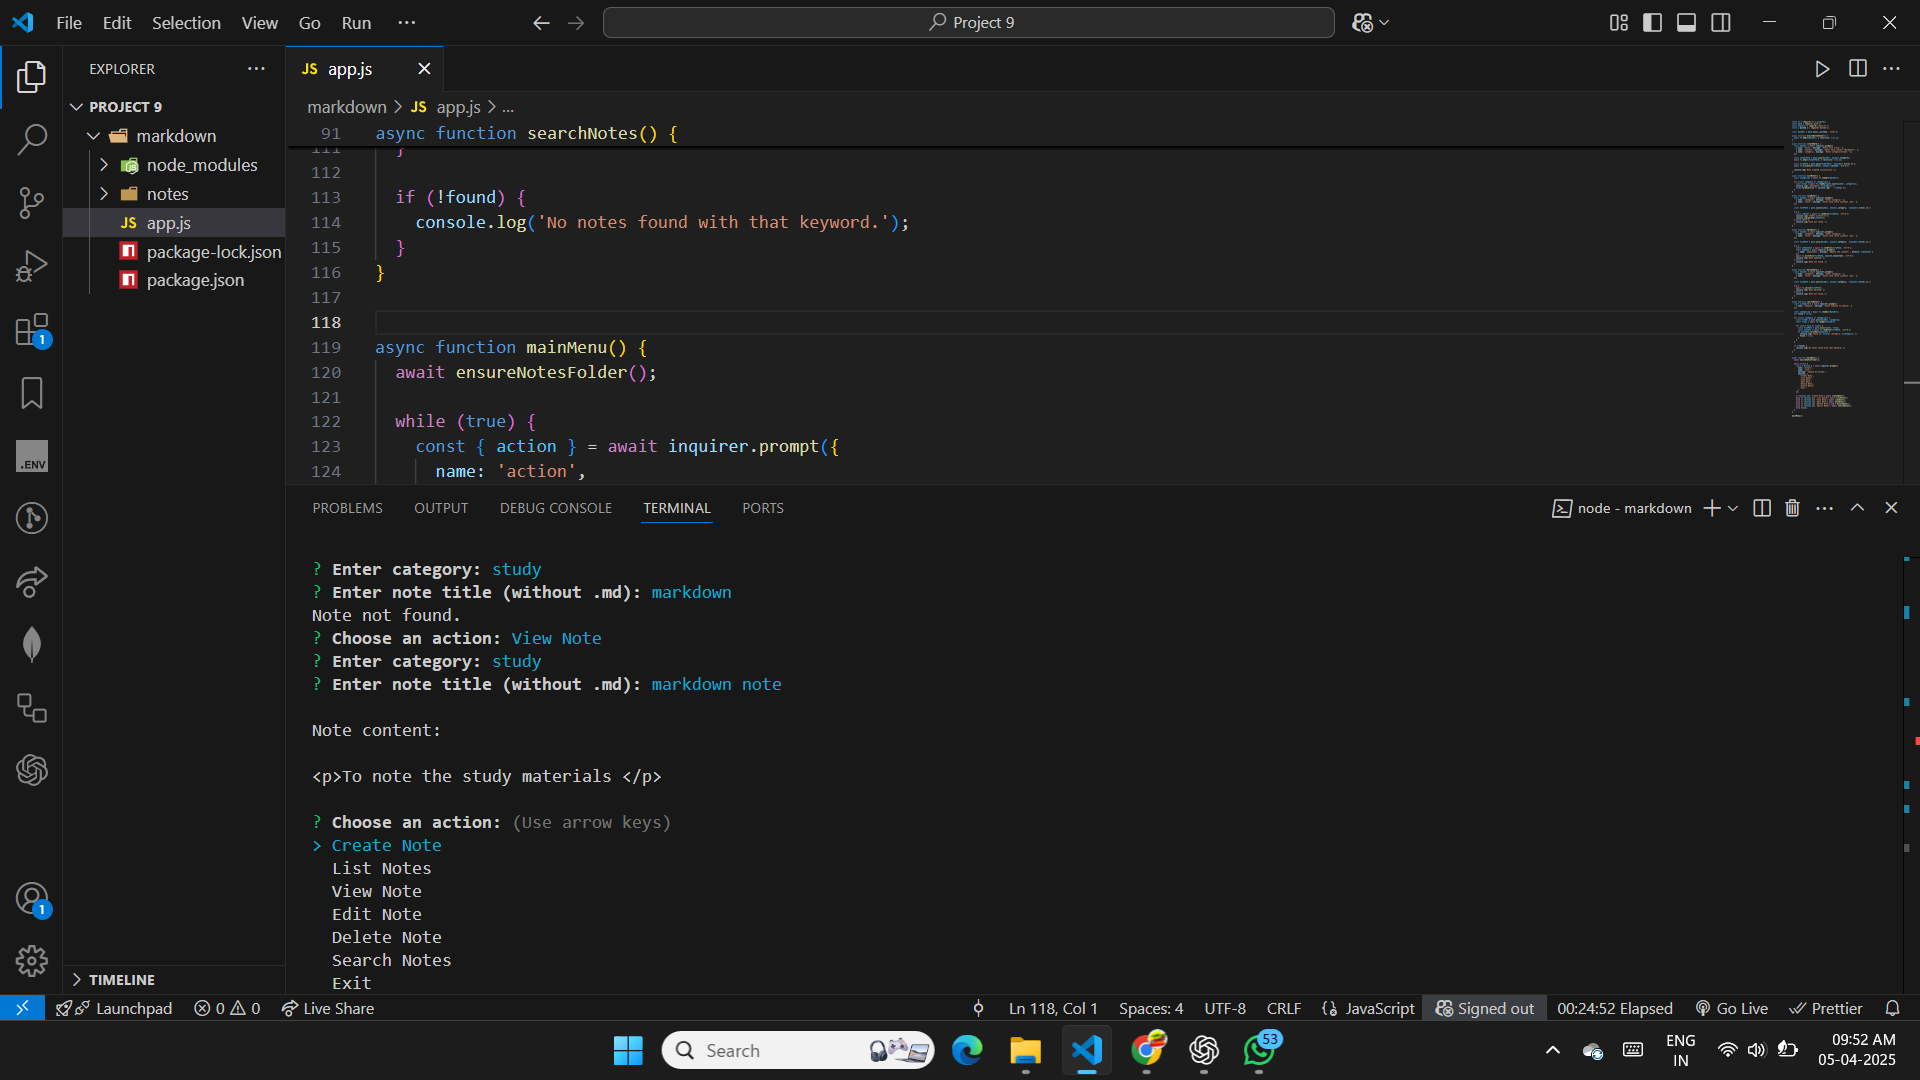 File Edit Selection View Go Run ···
Project 9
EXPLORER ···
PROJECT 9
markdown
node_modules
notes
JS app.js
package-lock.json
package.json
TIMELINE
JS app.js
markdown > JS app.js > ...
91 async function searchNotes() {
111 }
112
113 if (!found) {
114 console.log('No notes found with that keyword.');
115 }
116 }
117
118
119 async function mainMenu() {
120 await ensureNotesFolder();
121
122 while (true) {
123 const { action } = await inquirer.prompt({
124 name: 'action',
PROBLEMS OUTPUT DEBUG CONSOLE TERMINAL PORTS
node - markdown
? Enter category: study
? Enter note title (without .md): markdown
Note not found.
? Choose an action: View Note
? Enter category: study
? Enter note title (without .md): markdown note
Note content:
<p>To note the study materials </p>
? Choose an action: (Use arrow keys)
> Create Note
List Notes
View Note
Edit Note
Delete Note
Search Notes
Exit
1
.ENV
1
Launchpad 0 0 Live Share
Ln 118, Col 1 Spaces: 4 UTF-8 CRLF {} JavaScript Signed out 00:24:52 Elapsed Go Live Prettier
Search
53
ENG
IN
09:52 AM
05-04-2025